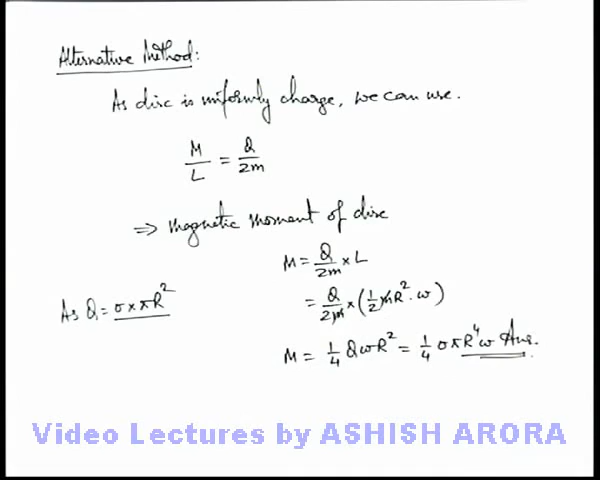 Alternative Method:
As disc is uniformly charge, we can use.
M/L = Q/2m
⇒ Magnetic moment of disc
M = Q/2m × L
As Q = σ × πR²
= Q/2m × (1/2 mR² · ω)
M = 1/4 QωR² = 1/4 σπR⁴ω Ans.
Video Lectures by ASHISH ARORA